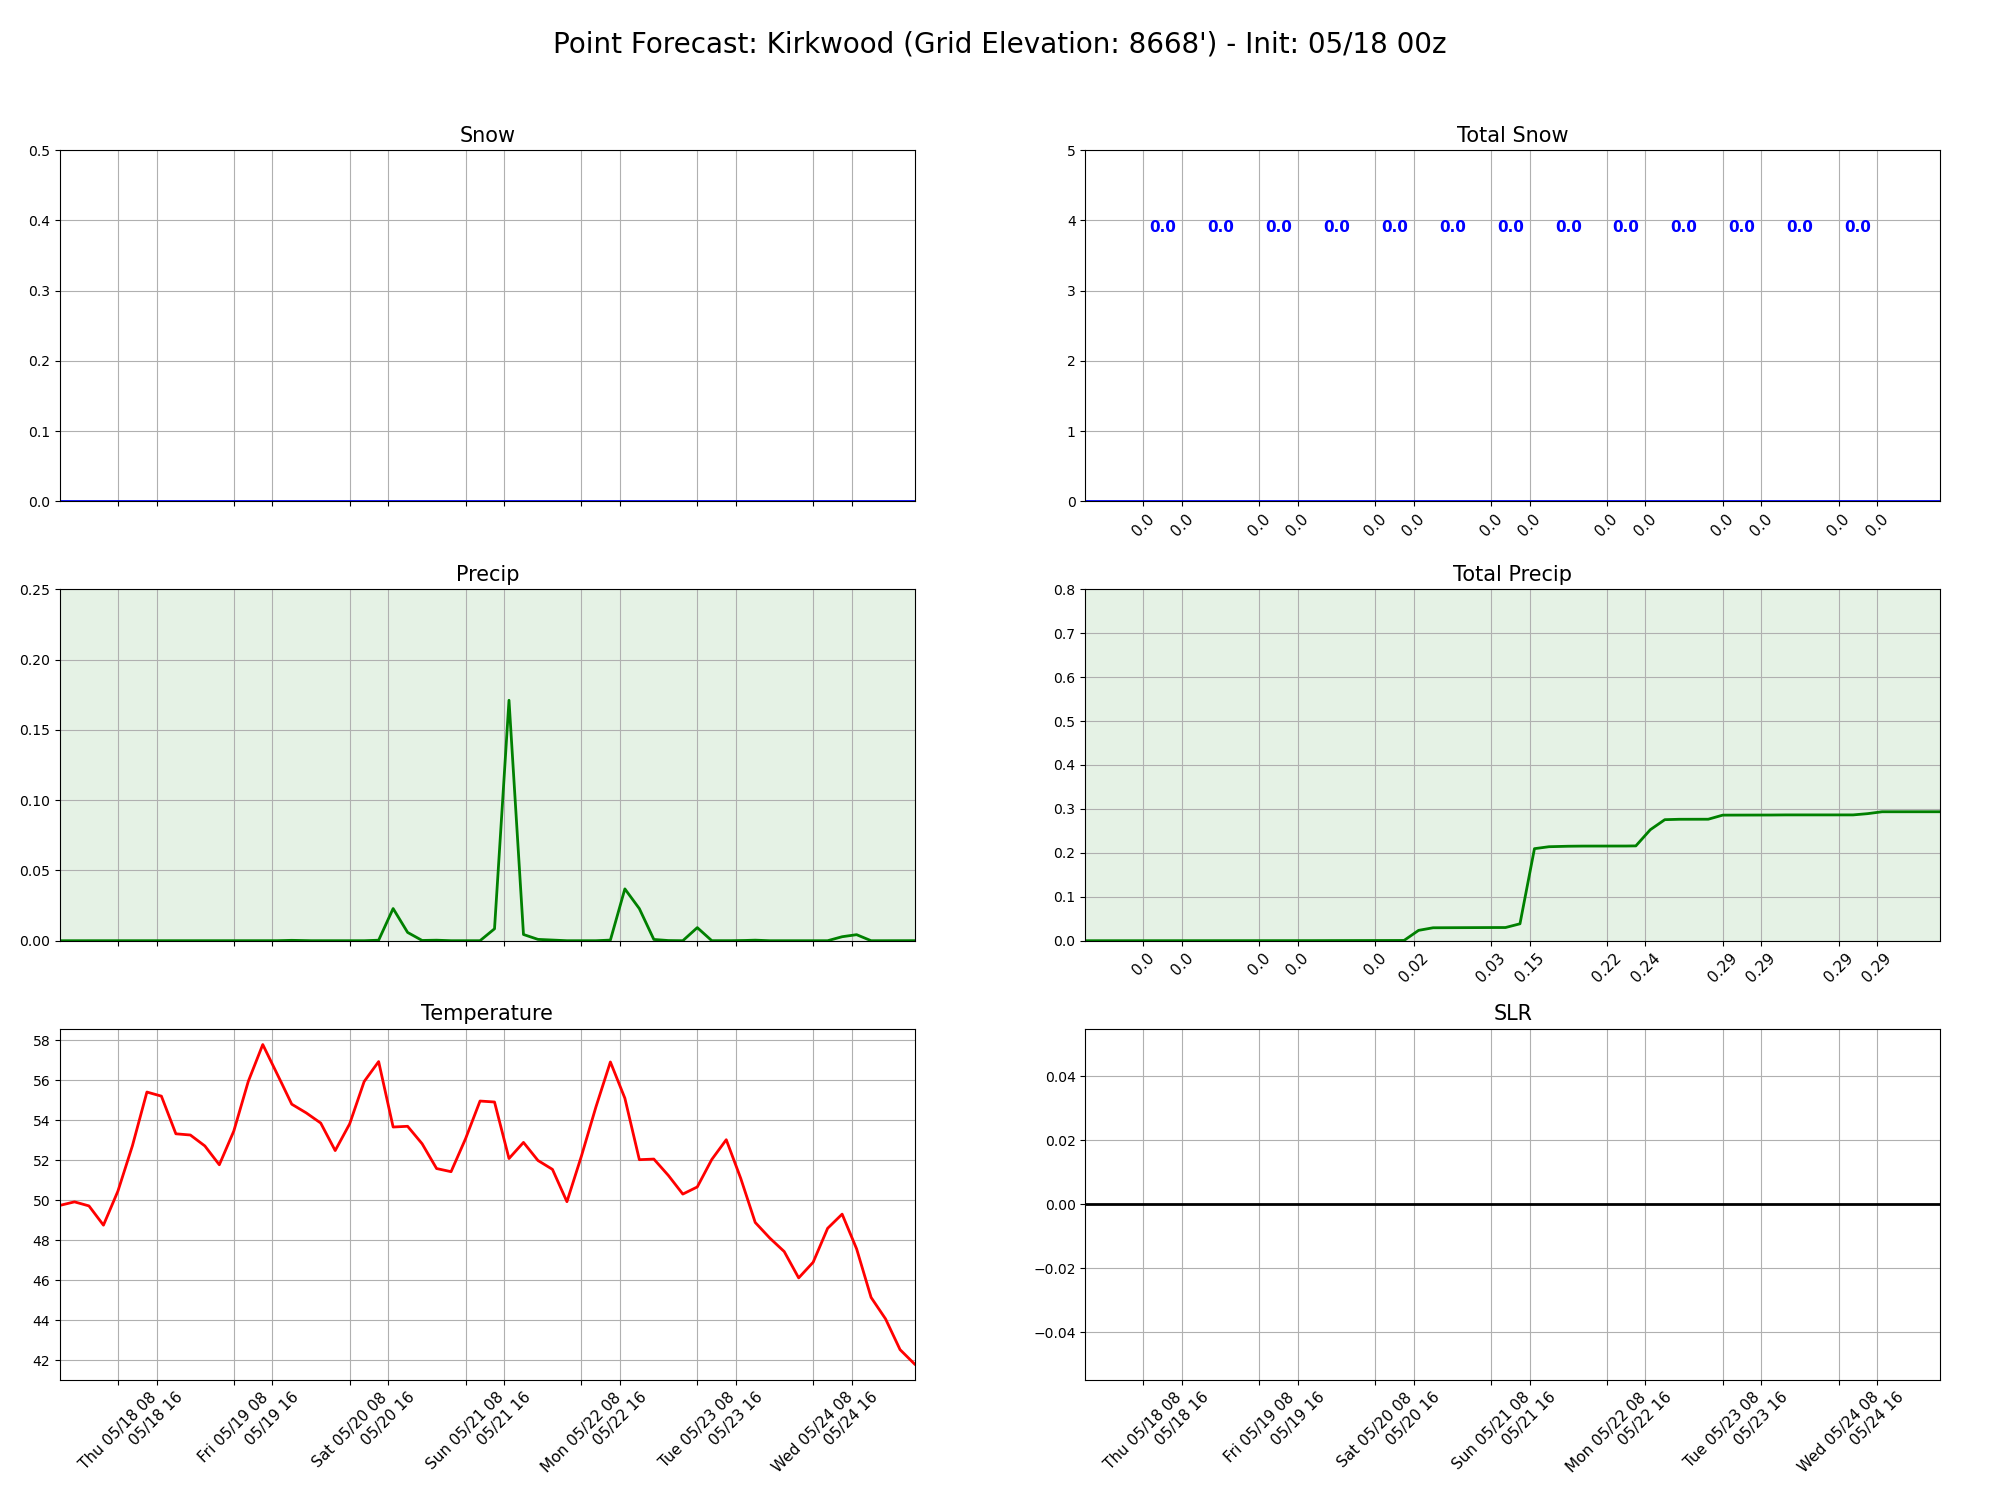 Point Forecast: Kirkwood (Grid Elevation: 8668') - Init: 05/18 00z
Snow
0.5
0.4
0.3
0.2
0.1
0.0
Total Snow
5
4
3
2
1
0
0.0 0.0 0.0 0.0 0.0 0.0 0.0 0.0 0.0 0.0 0.0 0.0 0.0
0.0 0.0 0.0 0.0 0.0 0.0 0.0 0.0 0.0 0.0 0.0 0.0 0.0 0.0
Precip
0.25
0.20
0.15
0.10
0.05
0.00
Total Precip
0.8
0.7
0.6
0.5
0.4
0.3
0.2
0.1
0.0
0.0 0.0 0.0 0.0 0.0 0.02 0.03 0.15 0.22 0.24 0.29 0.29 0.29 0.29
Temperature
58
56
54
52
50
48
46
44
42
Thu 05/18 08
05/18 16
Fri 05/19 08
05/19 16
Sat 05/20 08
05/20 16
Sun 05/21 08
05/21 16
Mon 05/22 08
05/22 16
Tue 05/23 08
05/23 16
Wed 05/24 08
05/24 16
SLR
0.04
0.02
0.00
−0.02
−0.04
Thu 05/18 08
05/18 16
Fri 05/19 08
05/19 16
Sat 05/20 08
05/20 16
Sun 05/21 08
05/21 16
Mon 05/22 08
05/22 16
Tue 05/23 08
05/23 16
Wed 05/24 08
05/24 16